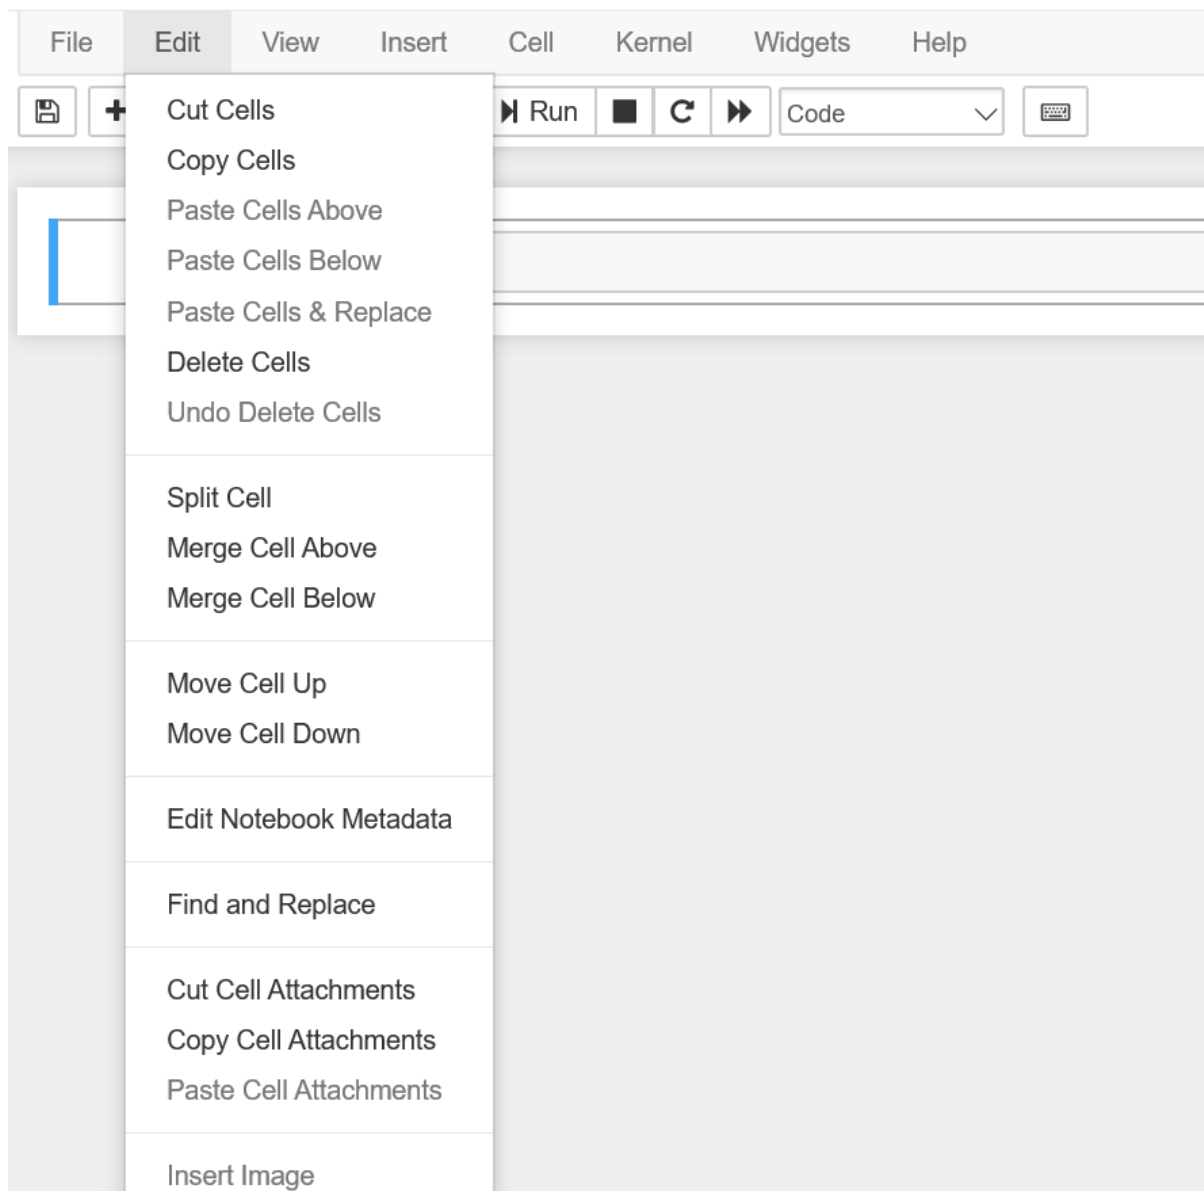 File Edit View Insert Cell Kernel Widgets Help
Run Code
Cut Cells
Copy Cells
Paste Cells Above
Paste Cells Below
Paste Cells & Replace
Delete Cells
Undo Delete Cells
Split Cell
Merge Cell Above
Merge Cell Below
Move Cell Up
Move Cell Down
Edit Notebook Metadata
Find and Replace
Cut Cell Attachments
Copy Cell Attachments
Paste Cell Attachments
Insert Image